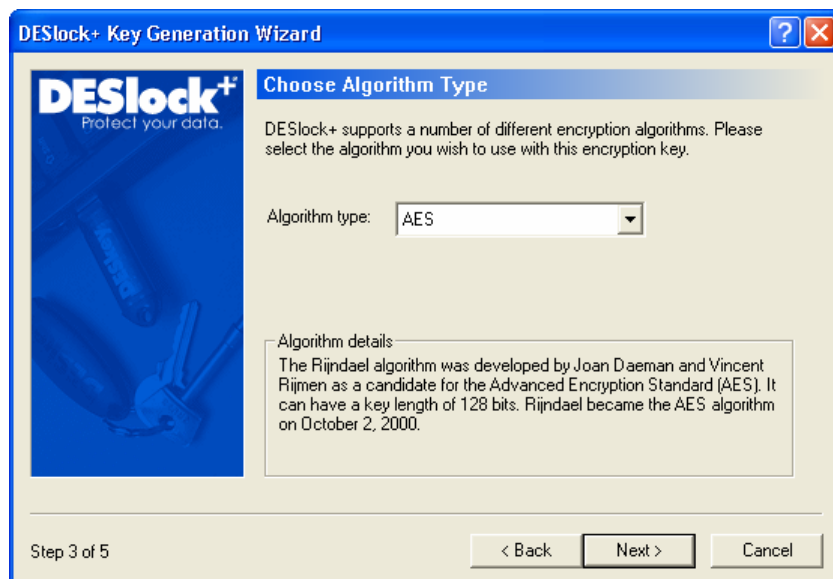 DESlock+ Key Generation Wizard
DESlock+
Protect your data.
Choose Algorithm Type
DESlock+ supports a number of different encryption algorithms. Please
select the algorithm you wish to use with this encryption key.
Algorithm type:
AES
Algorithm details
The Rijndael algorithm was developed by Joan Daeman and Vincent
Rijmen as a candidate for the Advanced Encryption Standard (AES). It
can have a key length of 128 bits. Rijndael became the AES algorithm
on October 2, 2000.
Step 3 of 5
< Back
Next >
Cancel